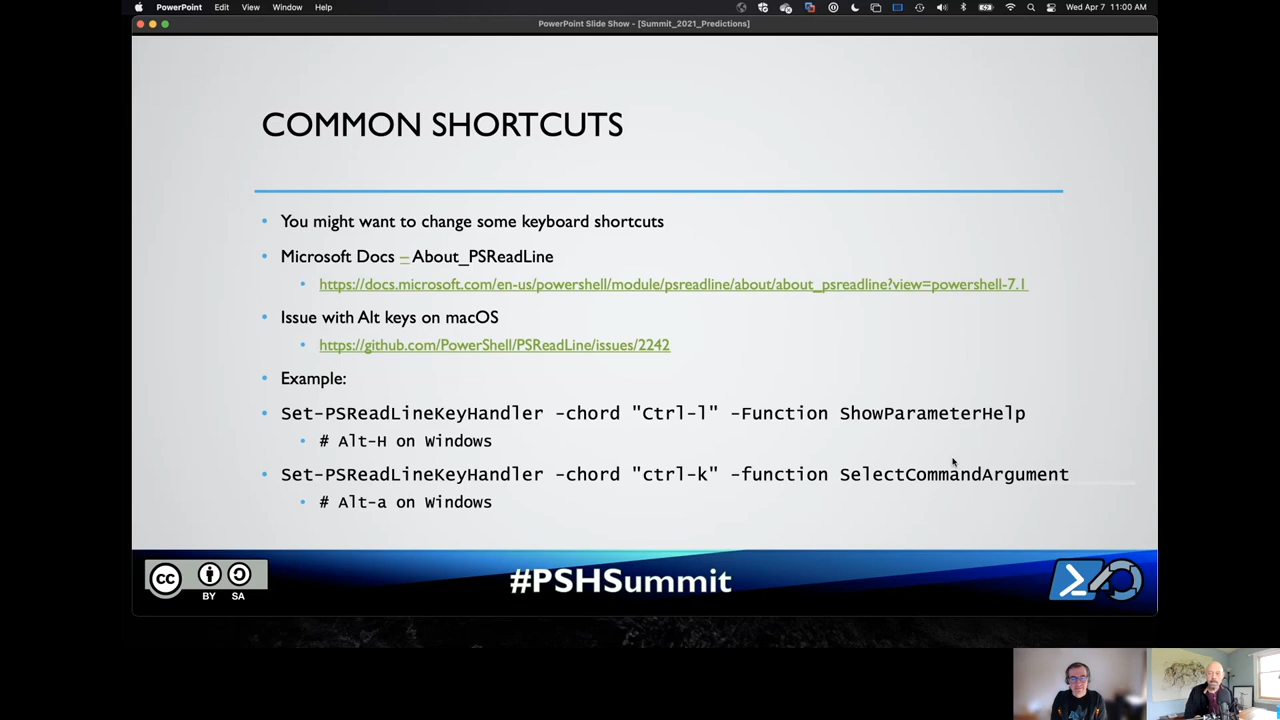 PowerPoint Edit View Window Help Wed Apr 7 11:00 AM
PowerPoint Slide Show - [Summit_2021_Predictions]
COMMON SHORTCUTS
• You might want to change some keyboard shortcuts
• Microsoft Docs – About_PSReadLine
• https://docs.microsoft.com/en-us/powershell/module/psreadline/about/about_psreadline?view=powershell-7.1
• Issue with Alt keys on macOS
• https://github.com/PowerShell/PSReadLine/issues/2242
• Example:
• Set-PSReadLineKeyHandler -chord "Ctrl-l" -Function ShowParameterHelp
• # Alt-H on Windows
• Set-PSReadLineKeyHandler -chord "ctrl-k" -function SelectCommandArgument
• # Alt-a on Windows
cc
BY SA
#PSHSummit